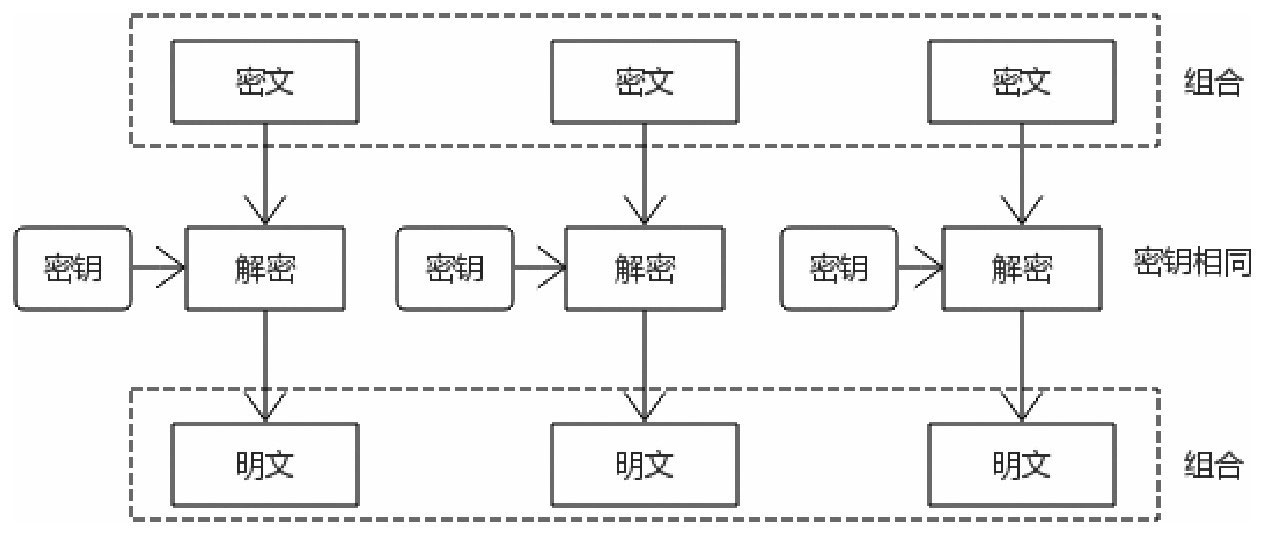 密文 密文 密文 组合
密钥 解密 密钥 解密 密钥 解密 密钥相同
明文 明文 明文 组合